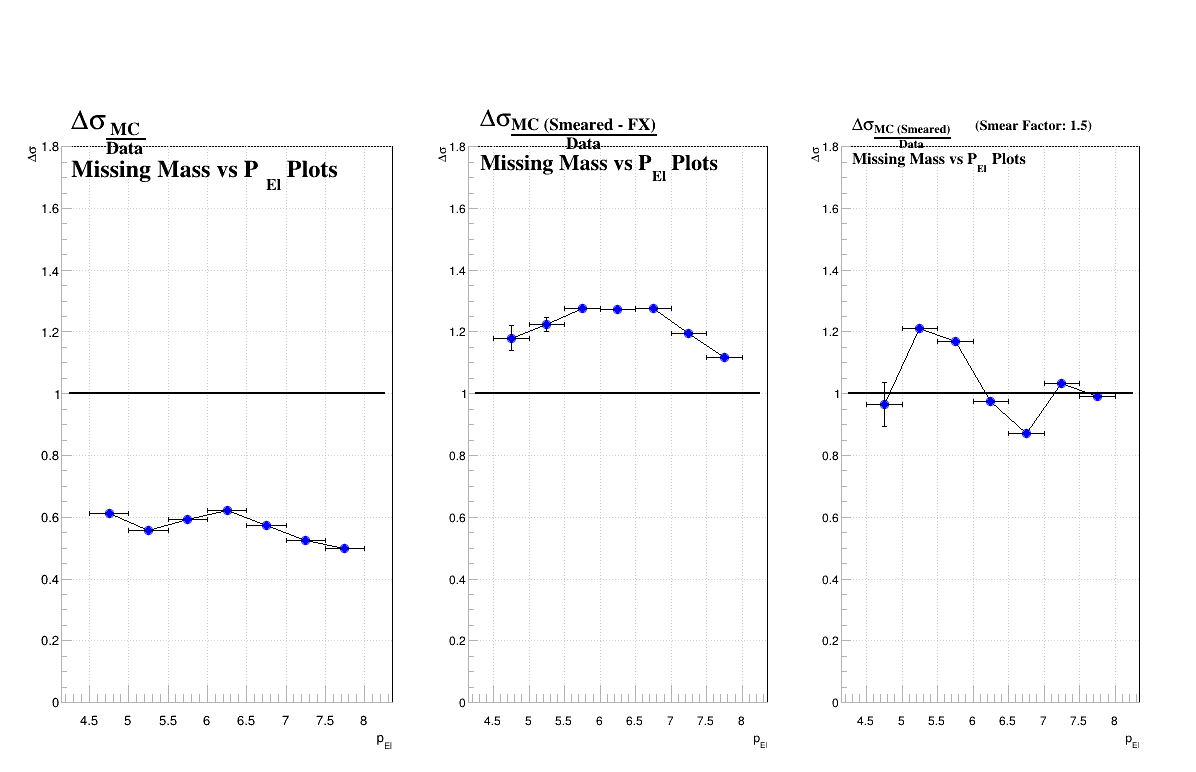 Δσ MC
Data
Missing Mass vs P El Plots
Δσ
1.8
1.6
1.4
1.2
1
0.8
0.6
0.4
0.2
0
4.5 5 5.5 6 6.5 7 7.5 8
p El
Δσ MC (Smeared - FX)
Data
Missing Mass vs P El Plots
Δσ
1.8
1.6
1.4
1.2
1
0.8
0.6
0.4
0.2
0
4.5 5 5.5 6 6.5 7 7.5 8
p El
Δσ MC (Smeared) (Smear Factor: 1.5)
Data
Missing Mass vs P El Plots
Δσ
1.8
1.6
1.4
1.2
1
0.8
0.6
0.4
0.2
0
4.5 5 5.5 6 6.5 7 7.5 8
p El